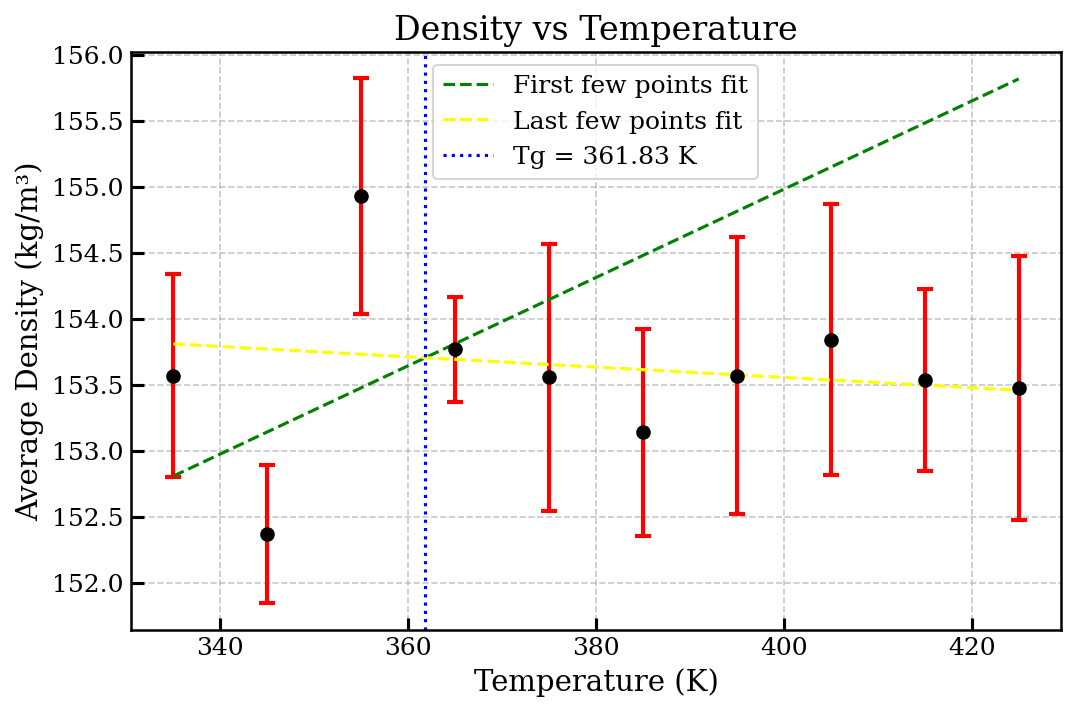 Density vs Temperature
First few points fit
Last few points fit
Tg = 361.83 K
Average Density (kg/m³)
156.0
155.5
155.0
154.5
154.0
153.5
153.0
152.5
152.0
340
360
380
400
420
Temperature (K)